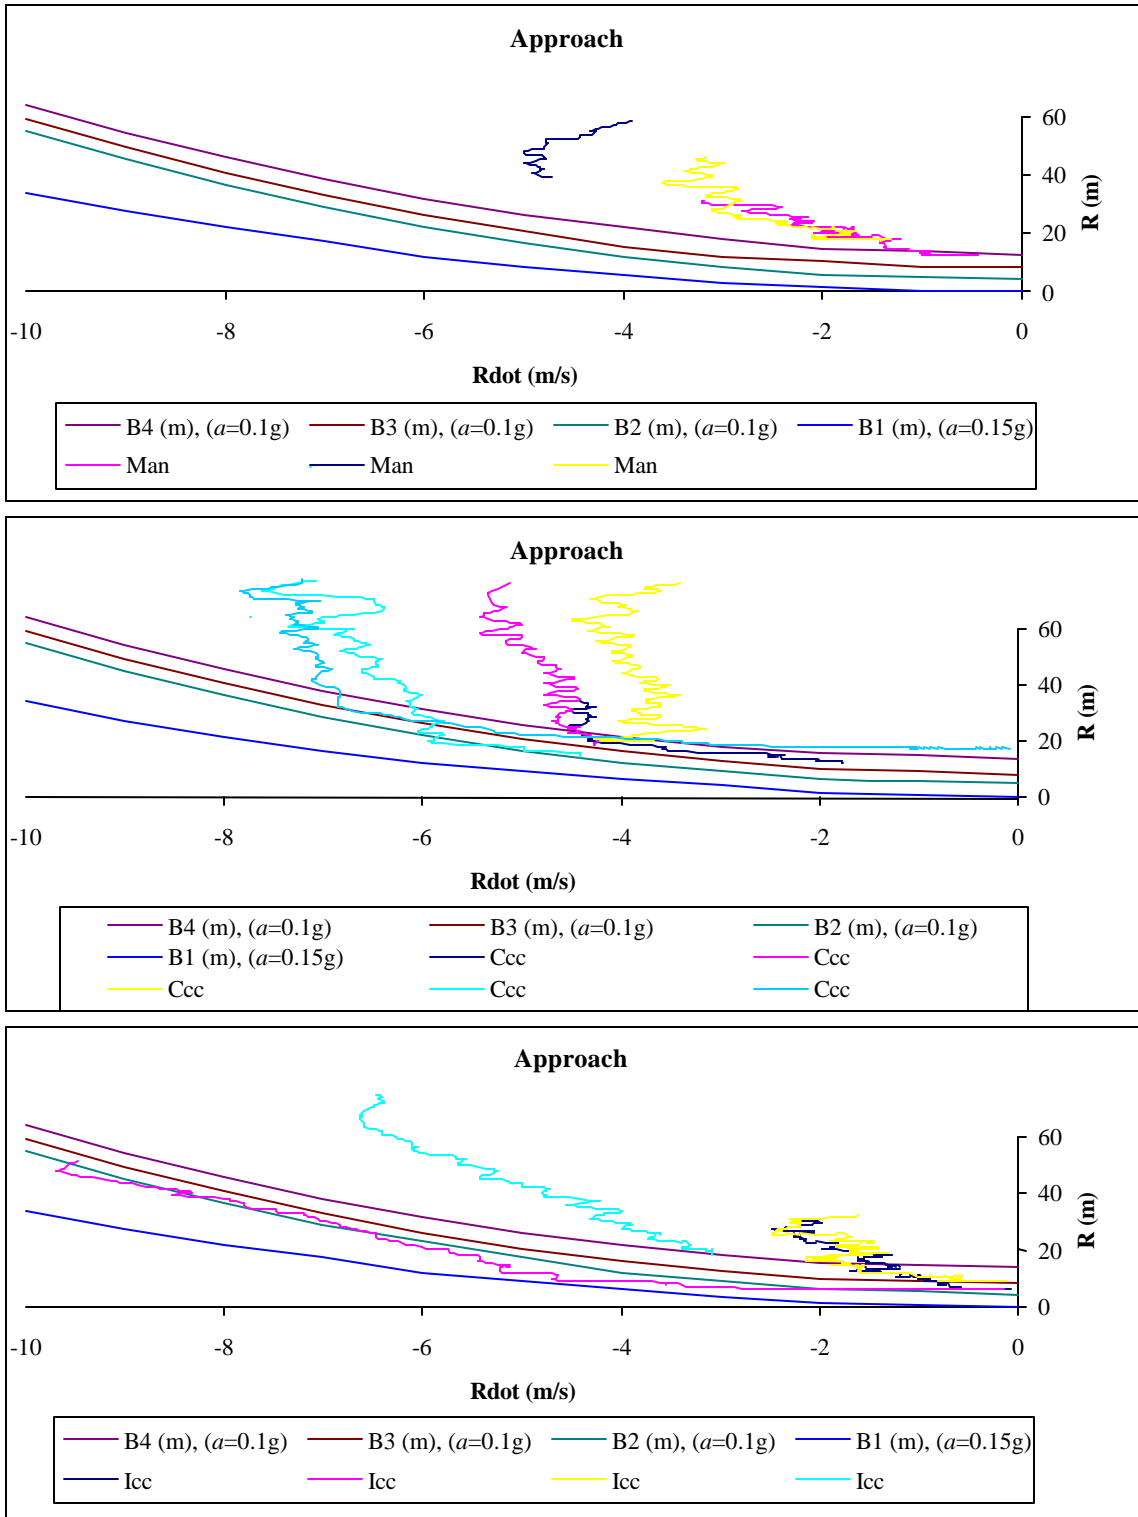 Approach
60
40
20
0
R (m)
-10 -8 -6 -4 -2 0
Rdot (m/s)
B4 (m), (a=0.1g) B3 (m), (a=0.1g) B2 (m), (a=0.1g) B1 (m), (a=0.15g)
Man Man Man
Approach
60
40
20
0
R (m)
-10 -8 -6 -4 -2 0
Rdot (m/s)
B4 (m), (a=0.1g) B3 (m), (a=0.1g) B2 (m), (a=0.1g)
B1 (m), (a=0.15g) Ccc Ccc
Ccc Ccc Ccc
Approach
60
40
20
0
R (m)
-10 -8 -6 -4 -2 0
Rdot (m/s)
B4 (m), (a=0.1g) B3 (m), (a=0.1g) B2 (m), (a=0.1g) B1 (m), (a=0.15g)
Icc Icc Icc Icc